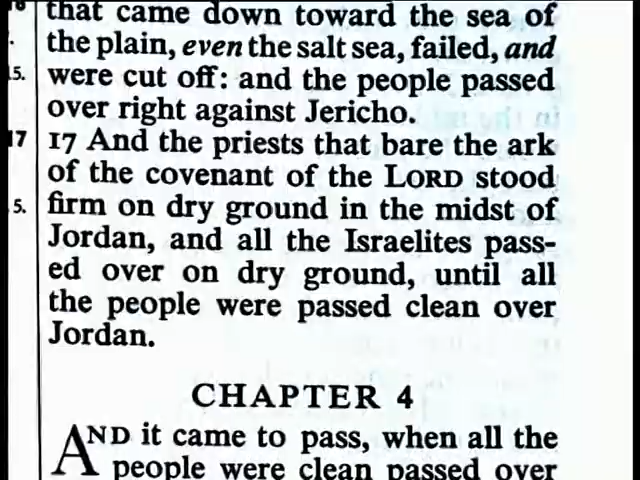 that came down toward the sea of
the plain, even the salt sea, failed, and
15. were cut off: and the people passed
over right against Jericho.
17 17 And the priests that bare the ark
of the covenant of the LORD stood
5. firm on dry ground in the midst of
Jordan, and all the Israelites pass-
ed over on dry ground, until all
the people were passed clean over
Jordan.
CHAPTER 4
AND it came to pass, when all the
people were clean passed over